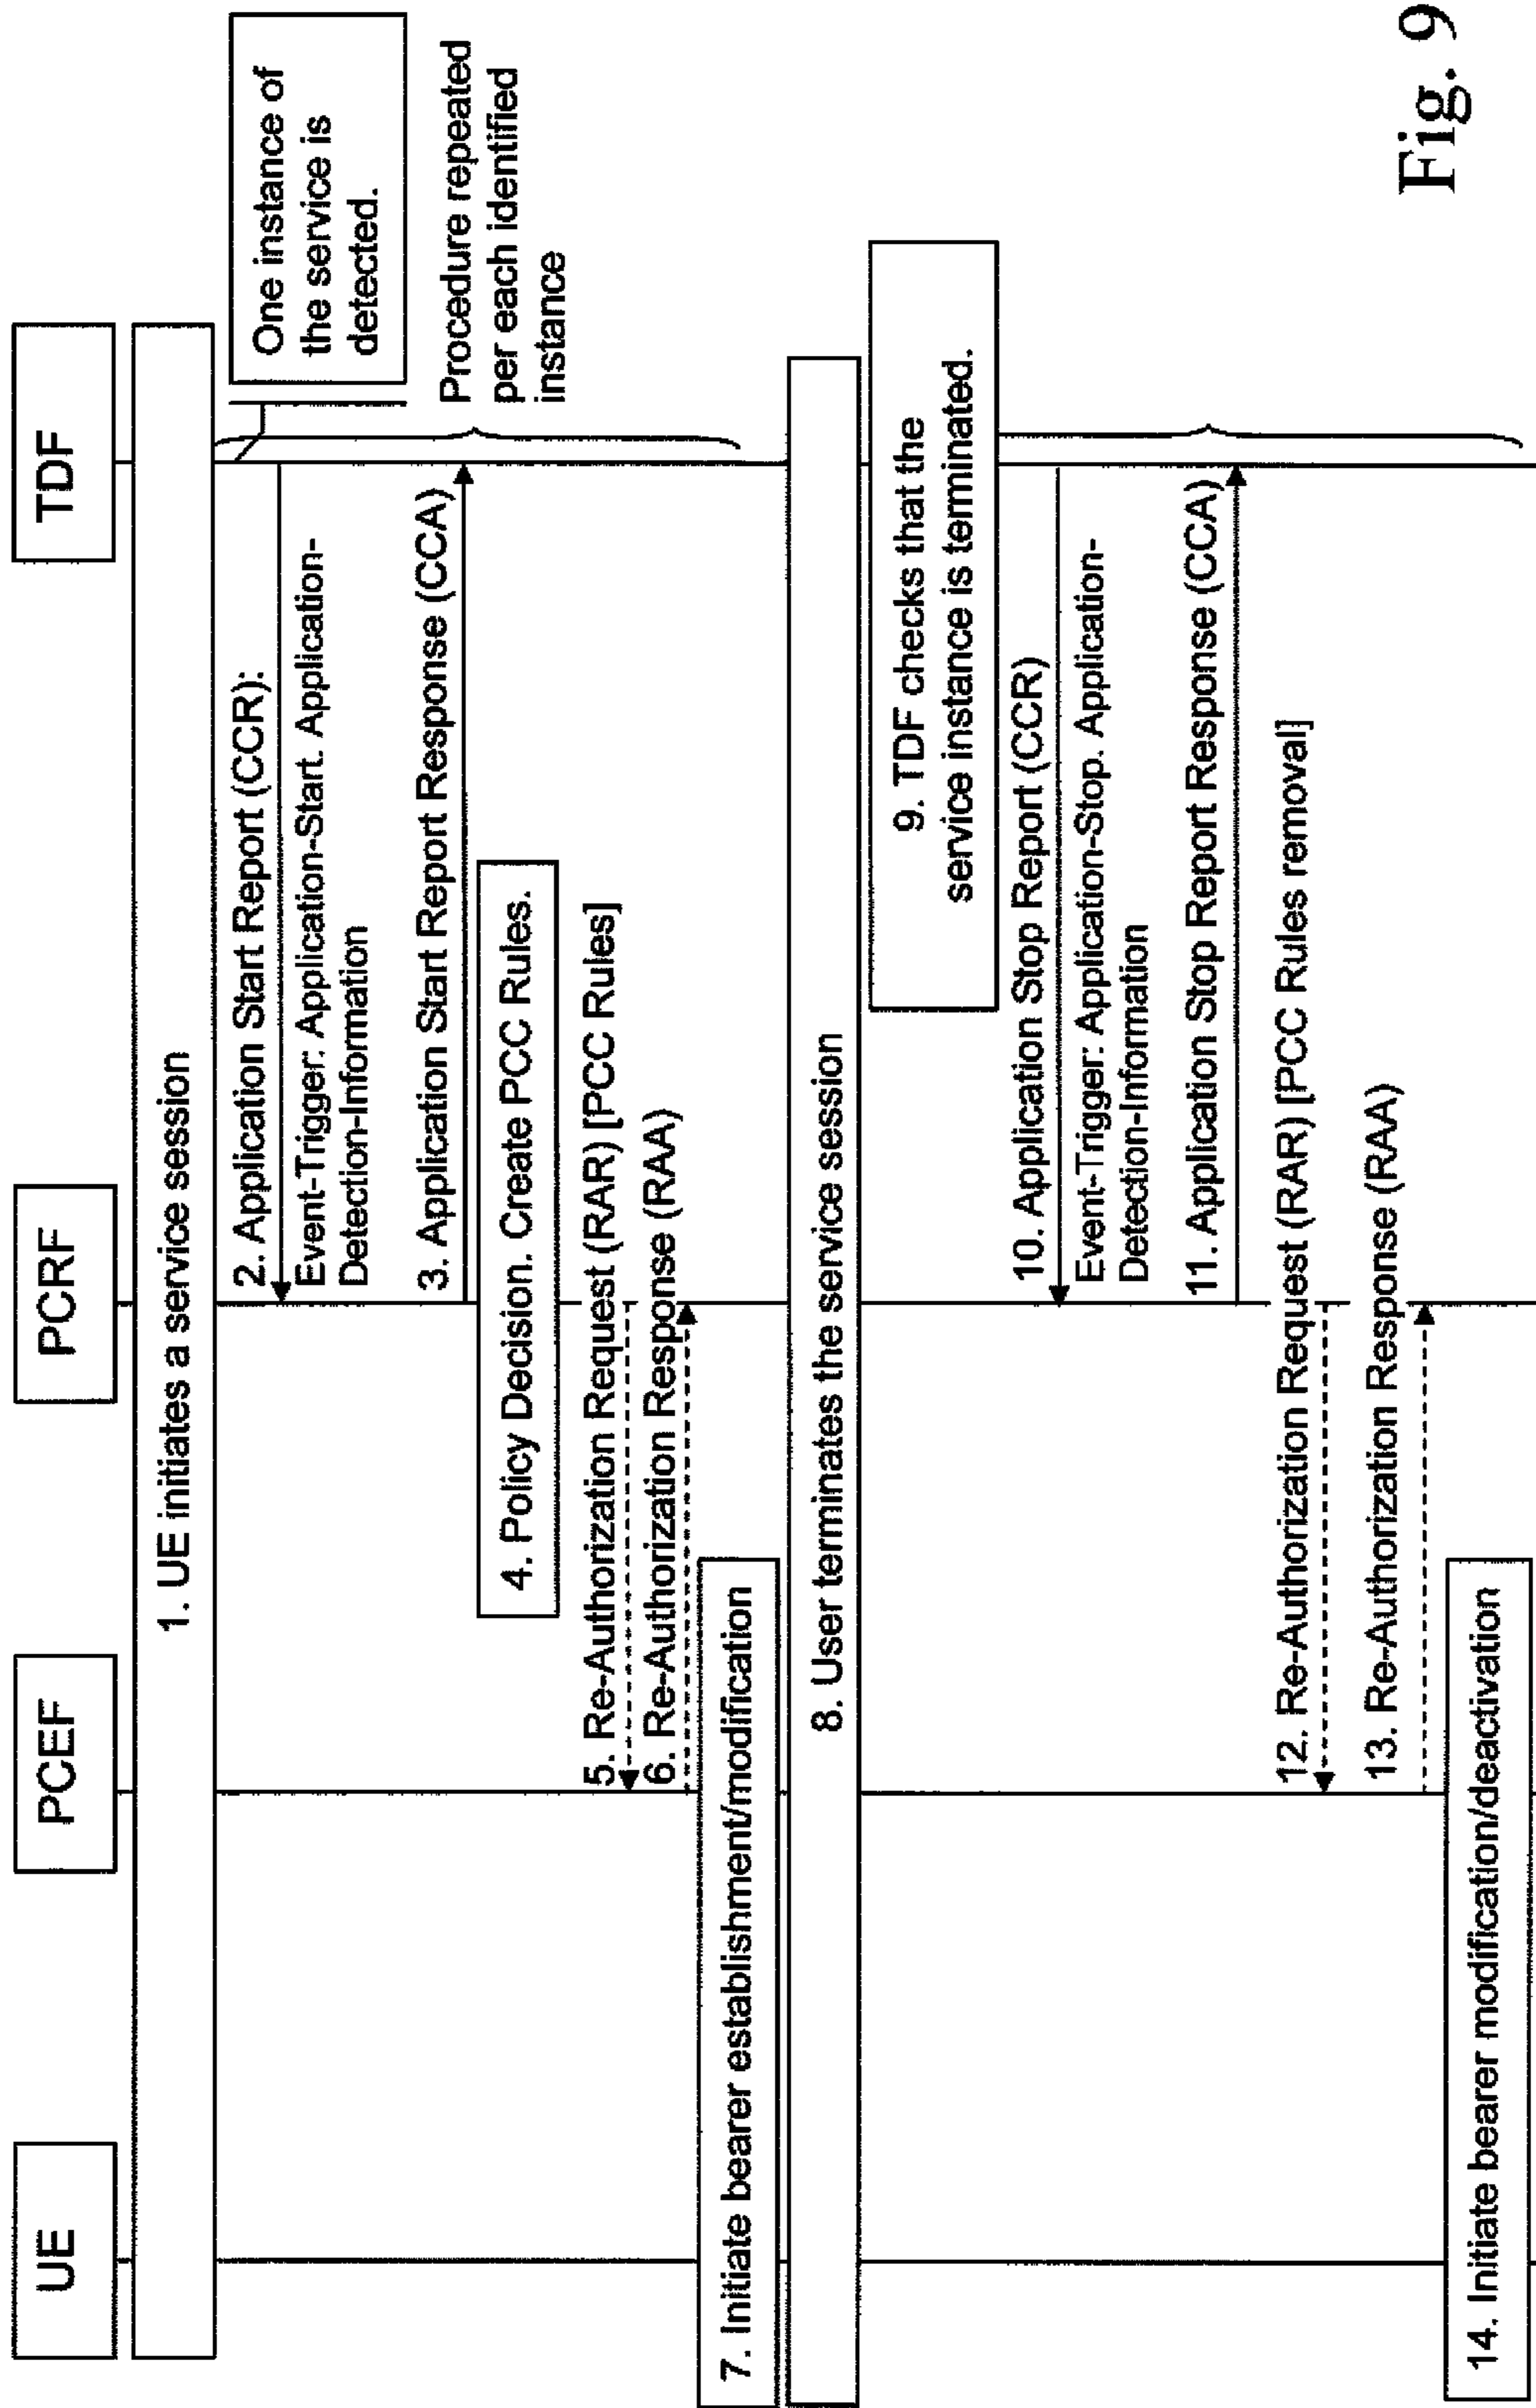 UE
PCEF
PCRF
TDF
1. UE initiates a service session
One instance of
the service is
detected.
2. Application Start Report (CCR):
Event-Trigger: Application-Start. Application-
Detection-Information
Procedure repeated
per each identified
instance
3. Application Start Report Response (CCA)
4. Policy Decision. Create PCC Rules.
5. Re-Authorization Request (RAR) [PCC Rules]
6. Re-Authorization Response (RAA)
7. Initiate bearer establishment/modification
8. User terminates the service session
9. TDF checks that the
service instance is terminated.
10. Application Stop Report (CCR)
Event-Trigger: Application-Stop. Application-
Detection-Information
11. Application Stop Report Response (CCA)
12. Re-Authorization Request (RAR) [PCC Rules removal]
13. Re-Authorization Response (RAA)
14. Initiate bearer modification/deactivation
Fig. 9